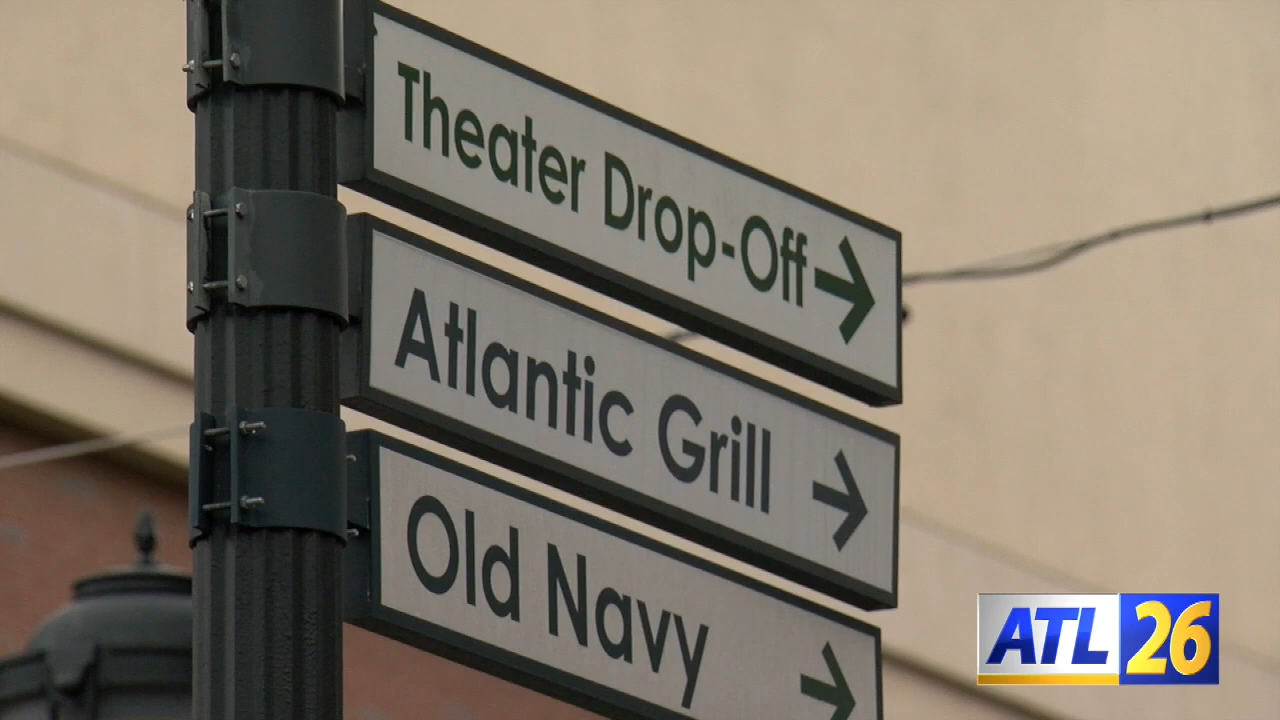 Theater Drop-Off →
Atlantic Grill →
Old Navy →
ATL 26